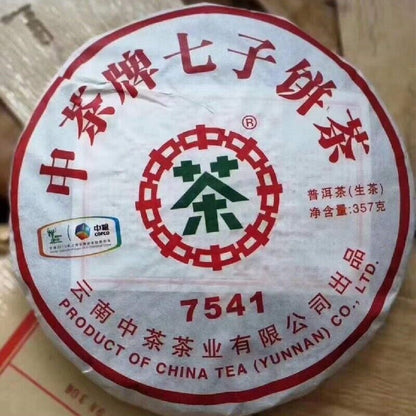 中茶牌七子饼茶
®
茶
普洱茶(生茶)
净含量:357克
中粮
COFCO
7541
云南中茶茶业有限公司出品
PRODUCT OF CHINA TEA (YUNNAN) CO., LTD.